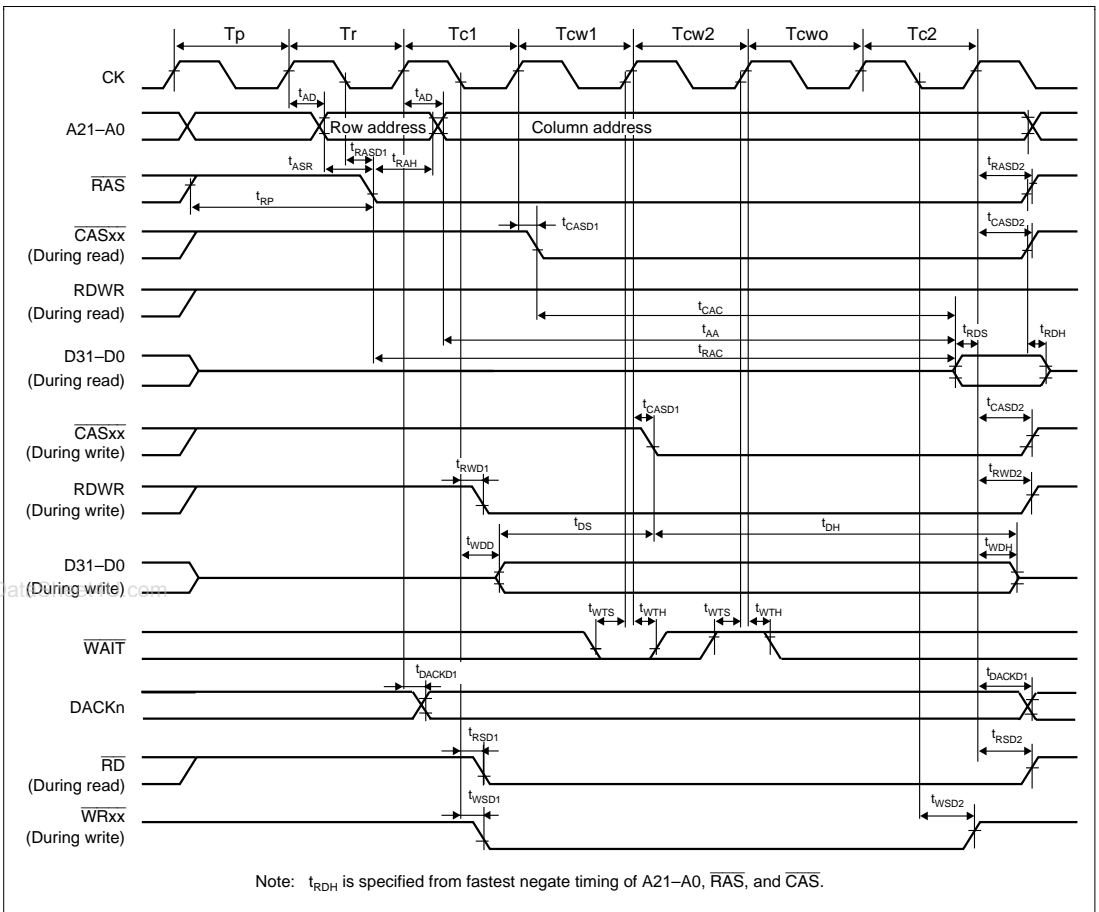 Tp Tr Tc1 Tcw1 Tcw2 Tcwo Tc2
CK
tAD tAD
A21–A0 Row address Column address
tRASD1
tASR tRAH tRASD2
RAS
tRP
CASxx tCASD1 tCASD2
(During read)
RDWR
(During read) tCAC
tAA tRDS tRDH
D31–D0 tRAC
(During read)
tCASD1 tCASD2
CASxx
(During write)
tRWD1 tRWD2
RDWR
(During write)
tDS tDH
tWDD tWDH
D31–D0
(During write)
tWTS tWTH tWTS tWTH
WAIT
tDACKD1 tDACKD1
DACKn
tRSD1 tRSD2
RD
(During read)
tWSD1 tWSD2
WRxx
(During write)
Note: tRDH is specified from fastest negate timing of A21–A0, RAS, and CAS.